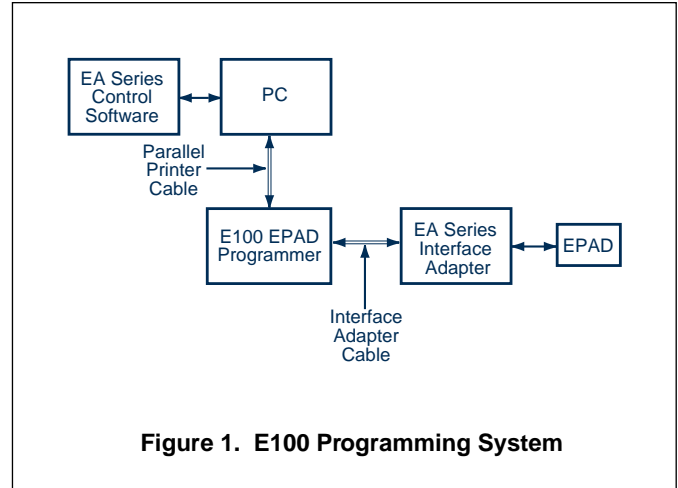 EA Series
Control
Software
PC
Parallel
Printer
Cable
E100 EPAD
Programmer
EA Series
Interface
Adapter
EPAD
Interface
Adapter
Cable
Figure 1. E100 Programming System